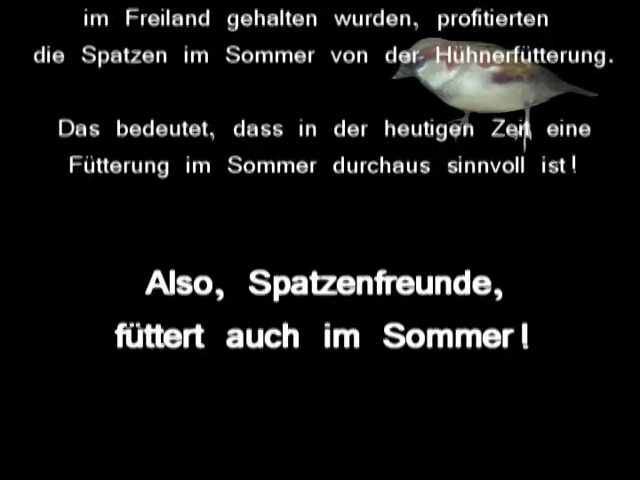 im Freiland gehalten wurden, profitierten
die Spatzen im Sommer von der Hühnerfütterung.
Das bedeutet, dass in der heutigen Zeit eine
Fütterung im Sommer durchaus sinnvoll ist!
Also, Spatzenfreunde,
füttert auch im Sommer!